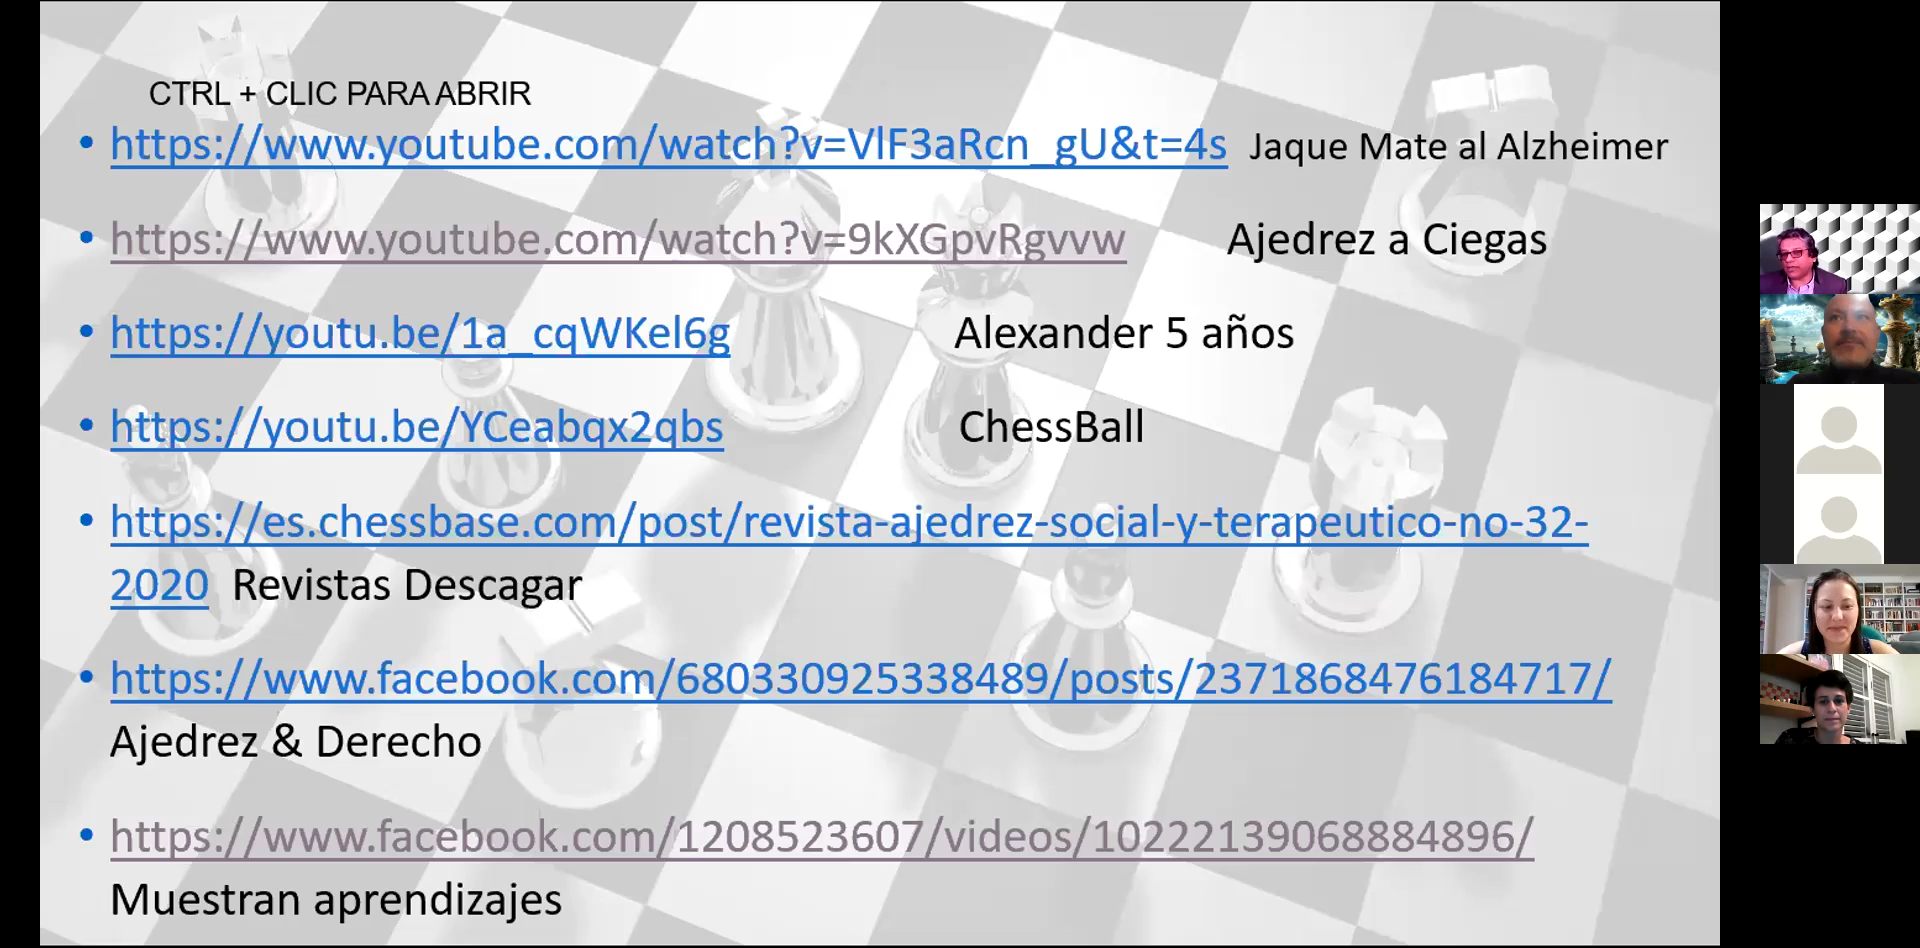 CTRL + CLIC PARA ABRIR
• https://www.youtube.com/watch?v=VlF3aRcn_gU&t=4s Jaque Mate al Alzheimer
• https://www.youtube.com/watch?v=9kXGpvRgvvw Ajedrez a Ciegas
• https://youtu.be/1a_cqWKel6g Alexander 5 años
• https://youtu.be/YCeabqx2qbs ChessBall
• https://es.chessbase.com/post/revista-ajedrez-social-y-terapeutico-no-32-
2020 Revistas Descagar
• https://www.facebook.com/680330925338489/posts/2371868476184717/
Ajedrez & Derecho
• https://www.facebook.com/1208523607/videos/10222139068884896/
Muestran aprendizajes